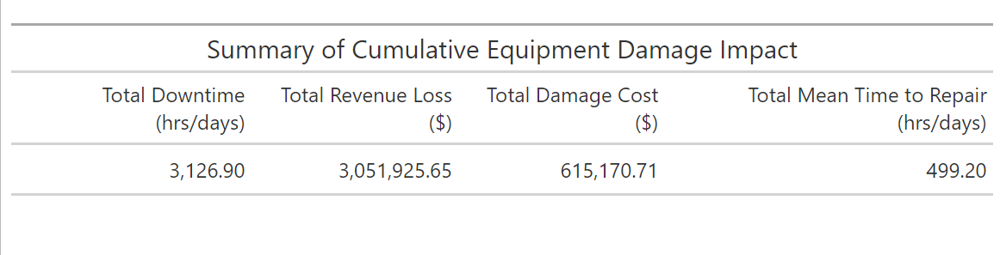 Summary of Cumulative Equipment Damage Impact
Total Downtime Total Revenue Loss Total Damage Cost Total Mean Time to Repair
(hrs/days) ($) ($) (hrs/days)
3,126.90 3,051,925.65 615,170.71 499.20